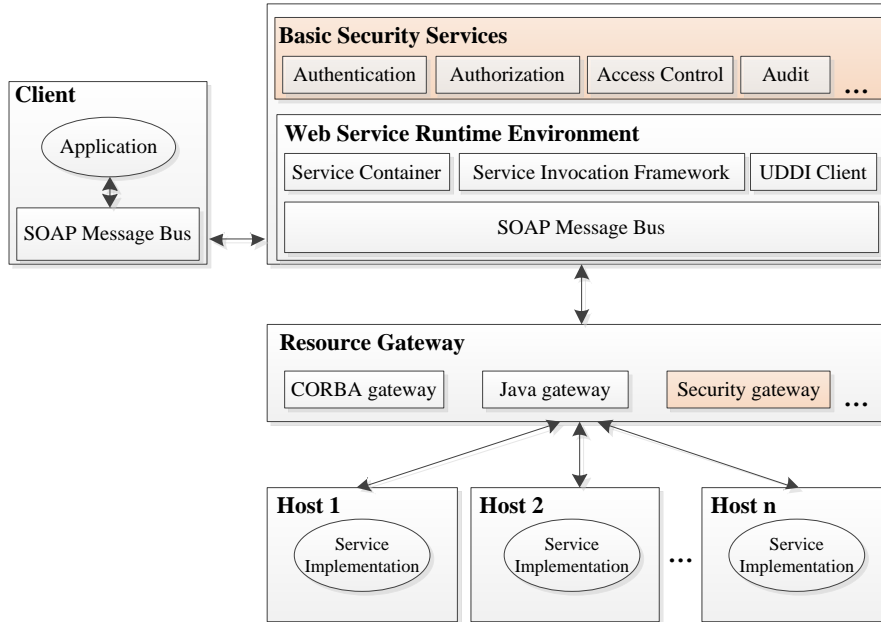 Basic Security Services
Authentication
Authorization
Access Control
Audit
...
Client
Application
SOAP Message Bus
Web Service Runtime Environment
Service Container
Service Invocation Framework
UDDI Client
SOAP Message Bus
Resource Gateway
CORBA gateway
Java gateway
Security gateway
...
Host 1
Service
Implementation
Host 2
Service
Implementation
...
Host n
Service
Implementation